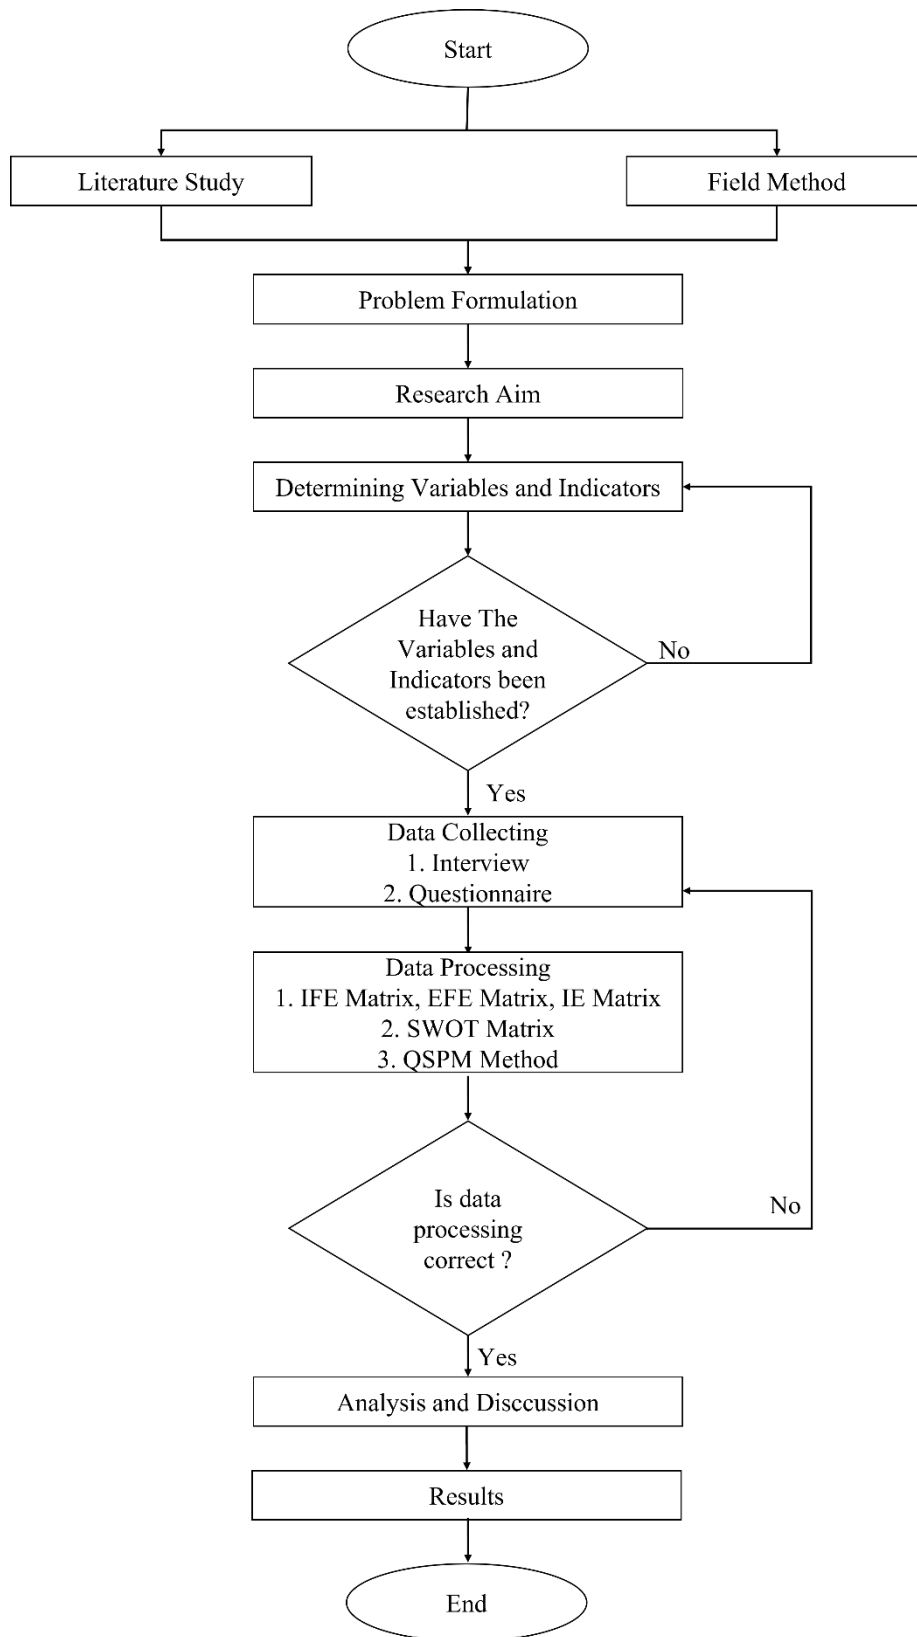 Start
Literature Study
Field Method
Problem Formulation
Research Aim
Determining Variables and Indicators
Have The
Variables and
Indicators been
established?
No
Yes
Data Collecting
1. Interview
2. Questionnaire
Data Processing
1. IFE Matrix, EFE Matrix, IE Matrix
2. SWOT Matrix
3. QSPM Method
Is data
processing
correct ?
No
Yes
Analysis and Disccussion
Results
End